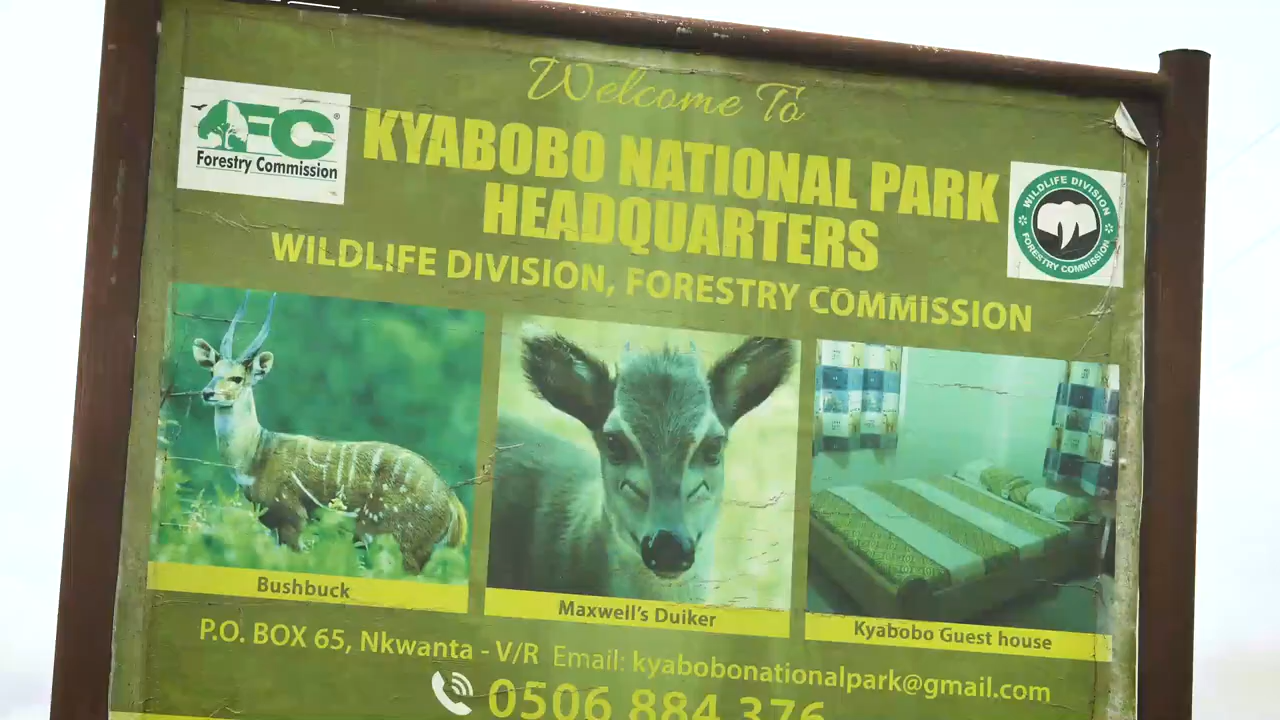 Welcome To
FC®
Forestry Commission
KYABOBO NATIONAL PARK
HEADQUARTERS
WILDLIFE DIVISION
FORESTRY COMMISSION
WILDLIFE DIVISION, FORESTRY COMMISSION
Bushbuck
Maxwell's Duiker
Kyabobo Guest house
P.O. BOX 65, Nkwanta - V/R Email: kyabobonationalpark@gmail.com
0506 884 376